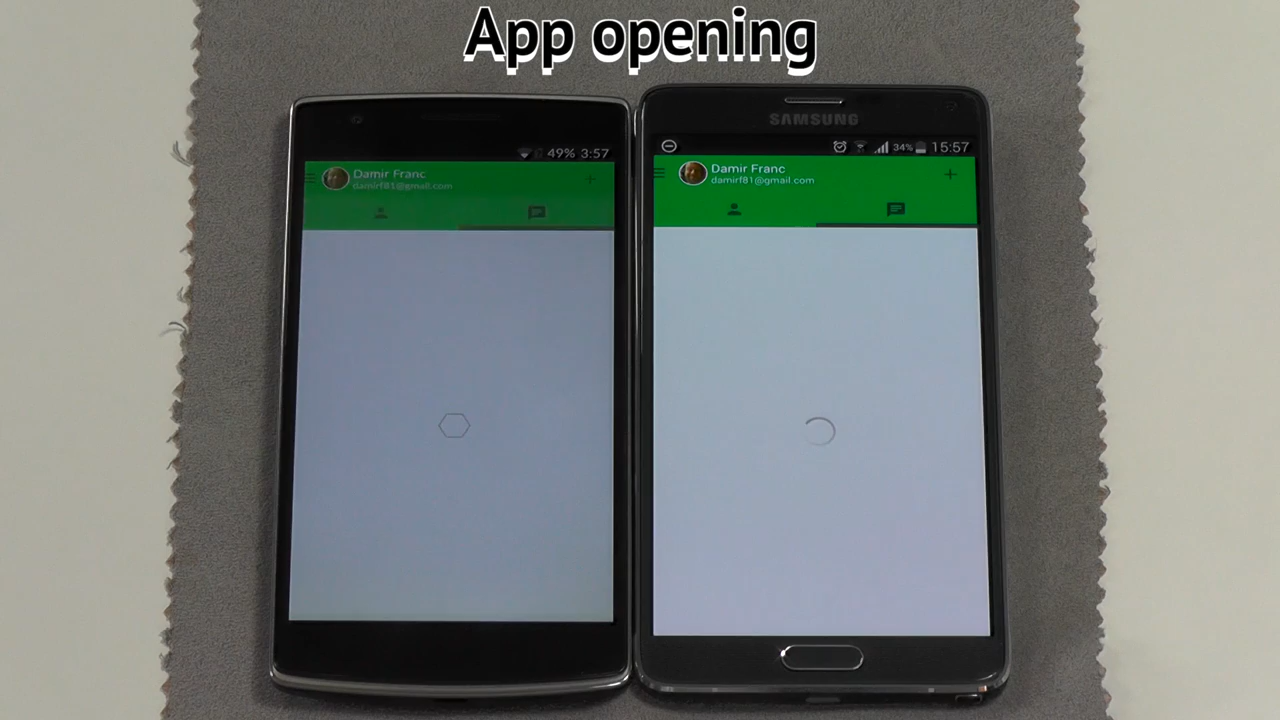 App opening
SAMSUNG
49% 3:57
34% 15:57
Damir Franc
damirf81@gmail.com
Damir Franc
damirf81@gmail.com